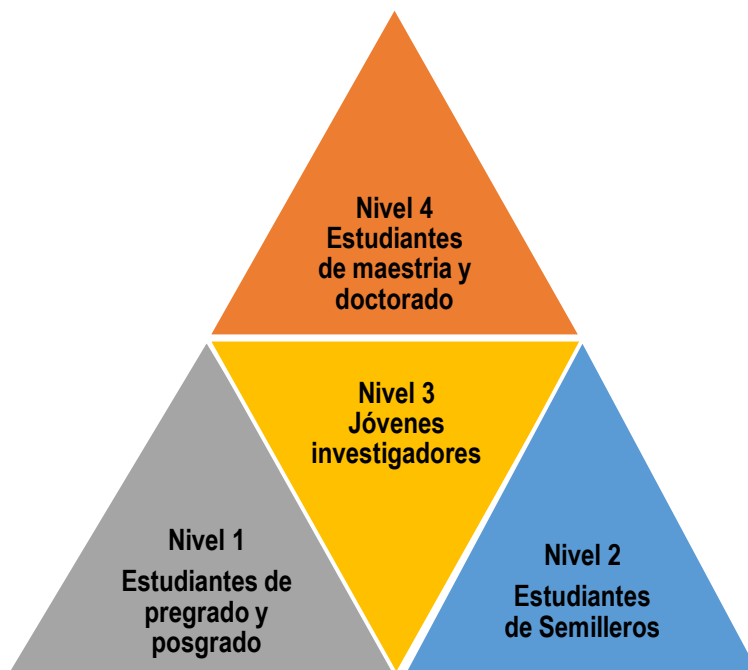 Nivel 4
Estudiantes
de maestria y
doctorado
Nivel 3
Jóvenes
investigadores
Nivel 1
Estudiantes de
pregrado y
posgrado
Nivel 2
Estudiantes
de Semilleros